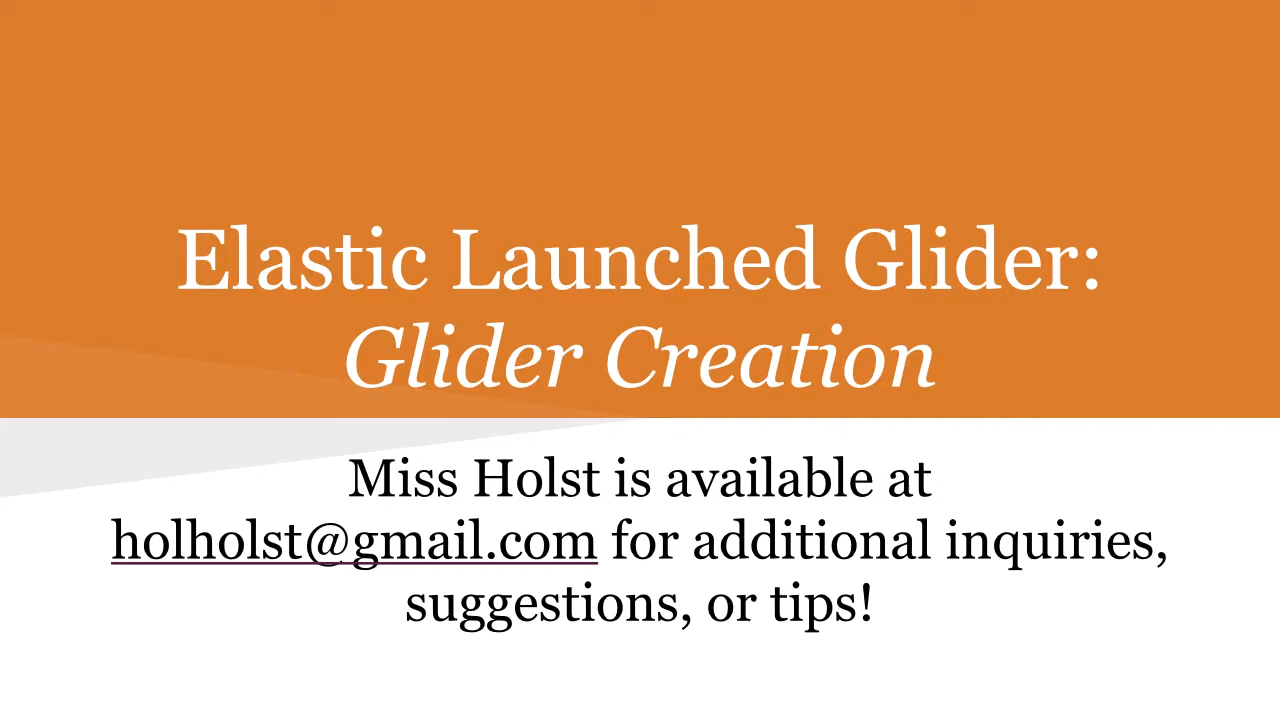 Elastic Launched Glider:
Glider Creation
Miss Holst is available at
holholst@gmail.com for additional inquiries,
suggestions, or tips!